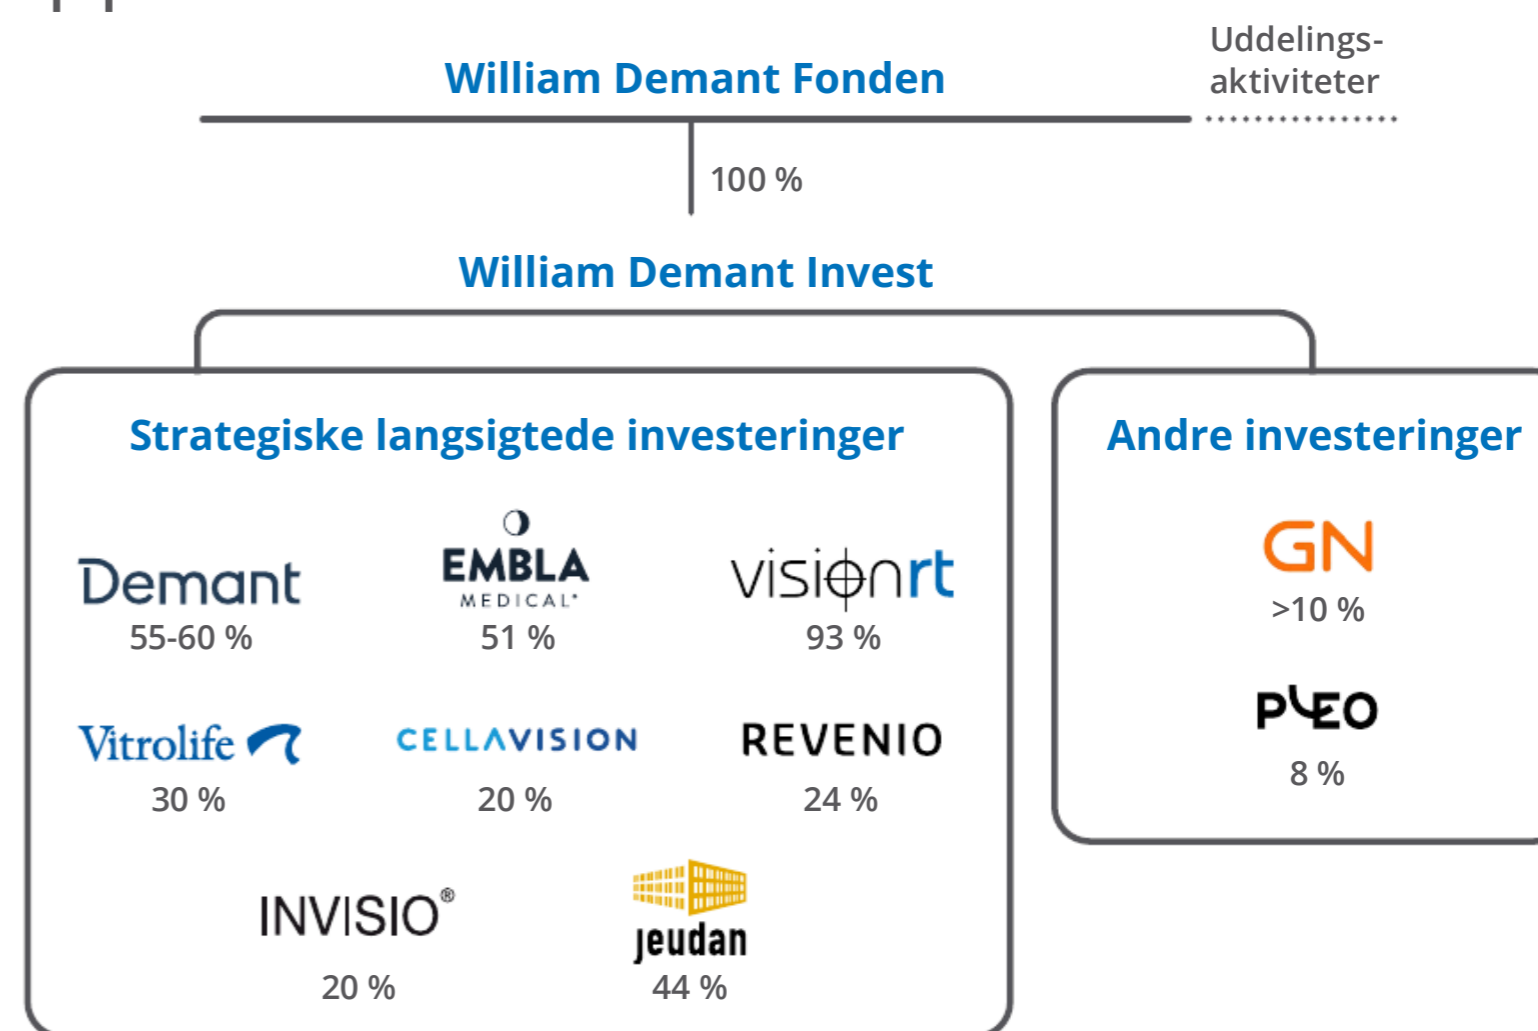 Uddelings-
aktiviteter
William Demant Fonden
100 %
William Demant Invest
Strategiske langsigtede investeringer
Demant
55-60 %
EMBLA
MEDICAL
51 %
visionrt
93 %
Vitrolife
30 %
CELLAVISION
20 %
REVENIO
24 %
INVISIO®
20 %
jeudan
44 %
Andre investeringer
GN
>10 %
PLEO
8 %